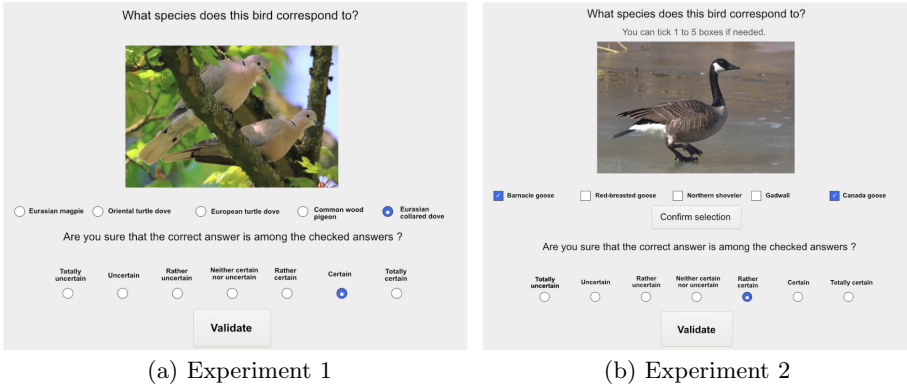 What species does this bird correspond to?
Eurasian magpie Oriental turtle dove European turtle dove Common wood pigeon Eurasian collared dove
Are you sure that the correct answer is among the checked answers ?
Totally uncertain Uncertain Rather uncertain Neither certain nor uncertain Rather certain Certain Totally certain
Validate
(a) Experiment 1
What species does this bird correspond to?
You can tick 1 to 5 boxes if needed.
Barnacle goose Red-breasted goose Northern shoveler Gadwall Canada goose
Confirm selection
Are you sure that the correct answer is among the checked answers ?
Totally uncertain Uncertain Rather uncertain Neither certain nor uncertain Rather certain Certain Totally certain
Validate
(b) Experiment 2